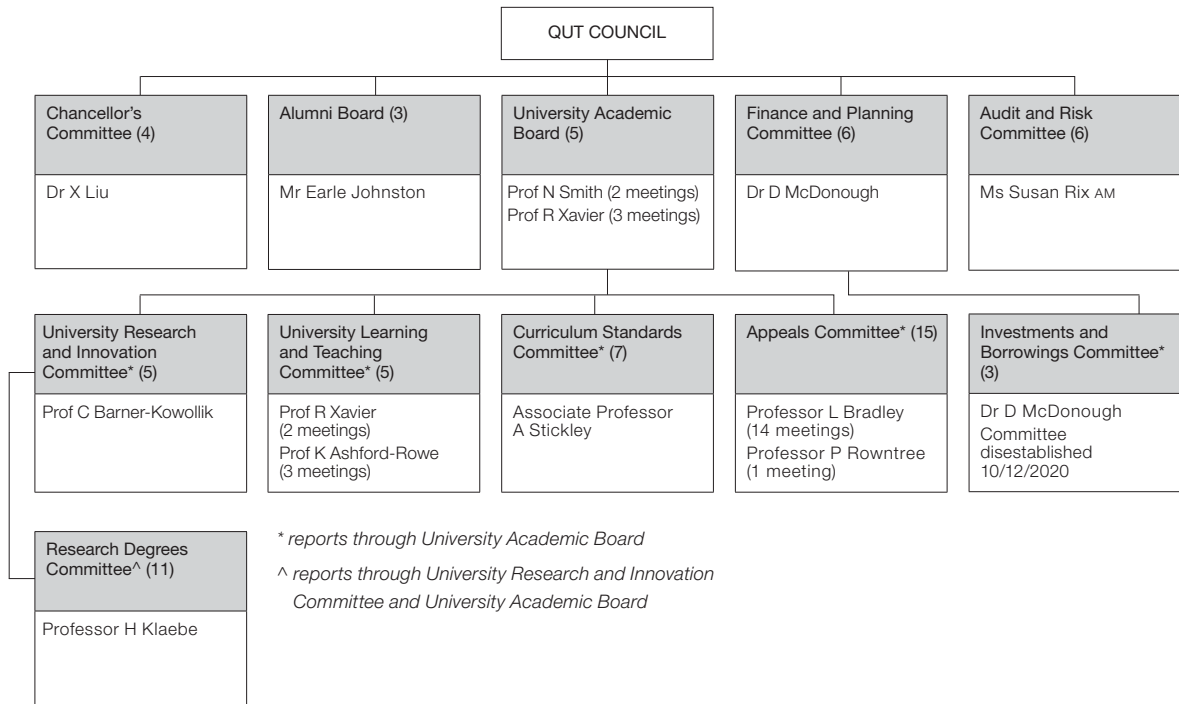 QUT COUNCIL
Chancellor's
Committee (4)
Dr X Liu
Alumni Board (3)
Mr Earle Johnston
University Academic
Board (5)
Prof N Smith (2 meetings)
Prof R Xavier (3 meetings)
Finance and Planning
Committee (6)
Dr D McDonough
Audit and Risk
Committee (6)
Ms Susan Rix AM
University Research
and Innovation
Committee* (5)
Prof C Barner-Kowollik
University Learning
and Teaching
Committee* (5)
Prof R Xavier
(2 meetings)
Prof K Ashford-Rowe
(3 meetings)
Curriculum Standards
Committee* (7)
Associate Professor
A Stickley
Appeals Committee* (15)
Professor L Bradley
(14 meetings)
Professor P Rowntree
(1 meeting)
Investments and
Borrowings Committee*
(3)
Dr D McDonough
Committee
disestablished
10/12/2020
Research Degrees
Committee^ (11)
Professor H Klaebe
* reports through University Academic Board
^ reports through University Research and Innovation
Committee and University Academic Board